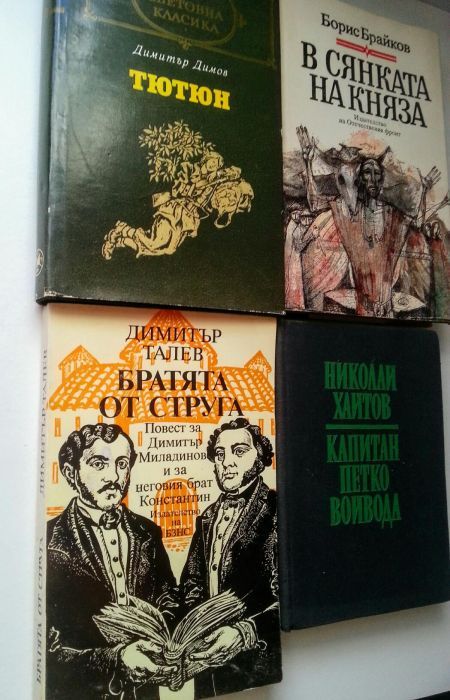 СВЕТОВНА
КЛАСИКА
Димитър Димов
ТЮТЮН
Борис Брайков
В СЯНКАТА
НА КНЯЗА
Издателство
на Отечествения фронт
ДИМИТЪР
ТАЛЕВ
БРАТЯТА
ОТ СТРУГА
Повест за
Димитър
Миладинов
и за
неговия брат
Константин
Издателство
на
БЗНС
БРАТЯТА ОТ СТРУГА
ДИМИТЪР ТАЛЕВ
НИКОЛАЙ
ХАЙТОВ
КАПИТАН
ПЕТКО
ВОЙВОДА